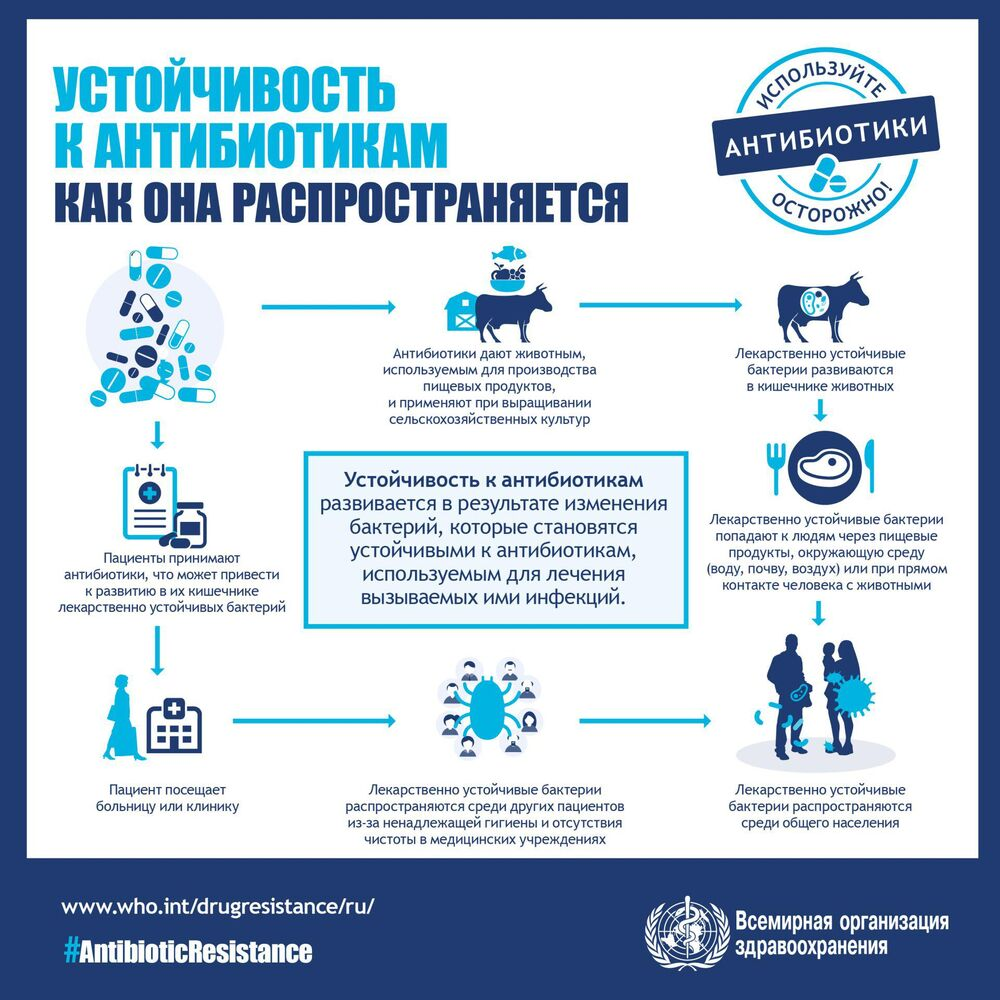 УСТОЙЧИВОСТЬ
К АНТИБИОТИКАМ
КАК ОНА РАСПРОСТРАНЯЕТСЯ
ИСПОЛЬЗУЙТЕ
АНТИБИОТИКИ
ОСТОРОЖНО!
Антибиотики дают животным,
используемым для производства
пищевых продуктов,
и применяют при выращивании
сельскохозяйственных культур
Лекарственно устойчивые
бактерии развиваются
в кишечнике животных
Пациенты принимают
антибиотики, что может привести
к развитию в их кишечнике
лекарственно устойчивых бактерий
Устойчивость к антибиотикам
развивается в результате изменения
бактерий, которые становятся
устойчивыми к антибиотикам,
используемым для лечения
вызываемых ими инфекций.
Лекарственно устойчивые бактерии
попадают к людям через пищевые
продукты, окружающую среду
(воду, почву, воздух) или при прямом
контакте человека с животными
Пациент посещает
больницу или клинику
Лекарственно устойчивые бактерии
распространяются среди других пациентов
из-за ненадлежащей гигиены и отсутствия
чистоты в медицинских учреждениях
Лекарственно устойчивые
бактерии распространяются
среди общего населения
www.who.int/drugresistance/ru/
#AntibioticResistance
Всемирная организация
здравоохранения